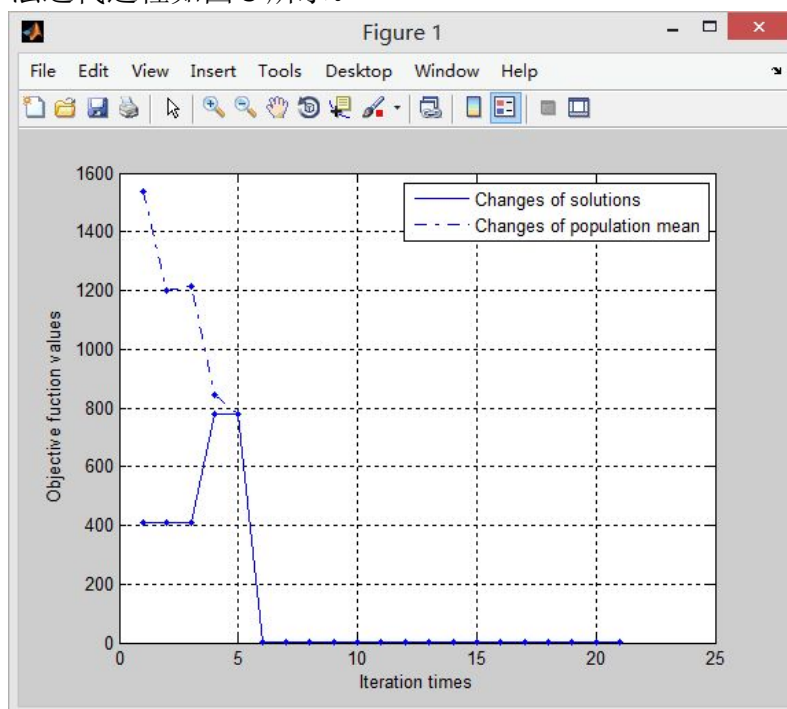 Figure 1
File Edit View Insert Tools Desktop Window Help
1600
1400
1200
1000
800
600
400
200
0
Objective fuction values
Changes of solutions
Changes of population mean
0 5 10 15 20 25
Iteration times